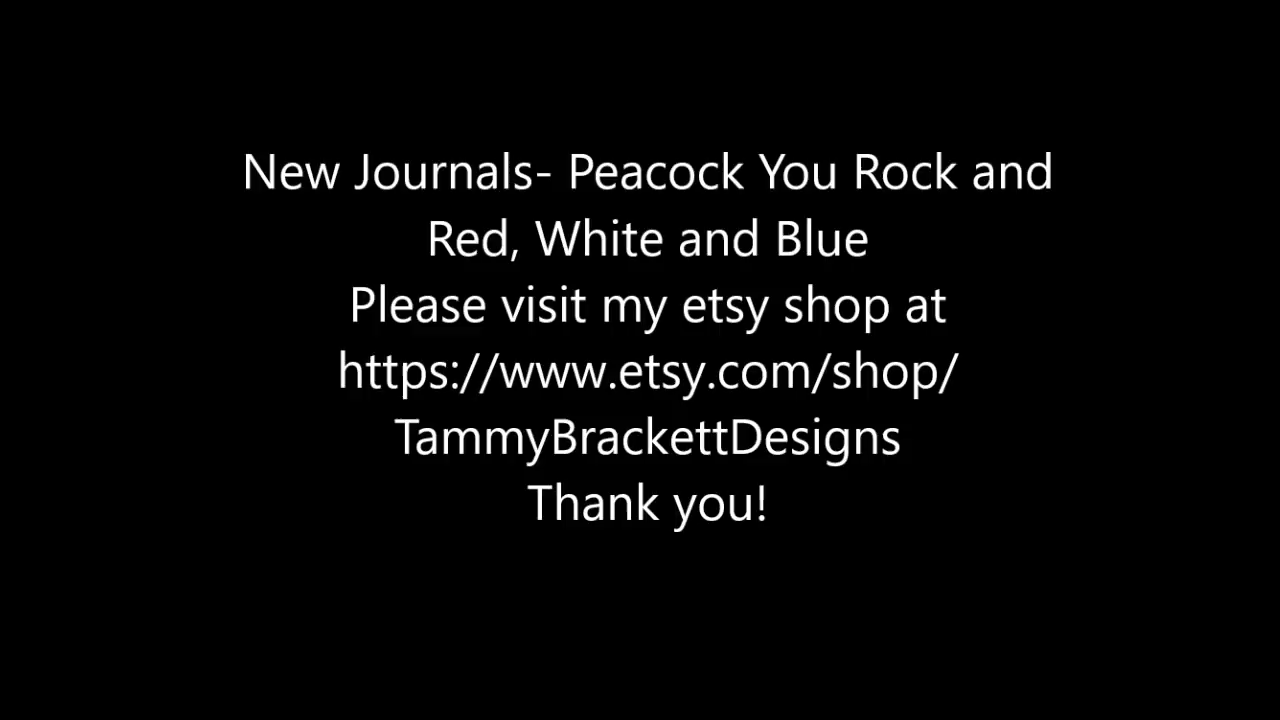 New Journals- Peacock You Rock and
Red, White and Blue
Please visit my etsy shop at
https://www.etsy.com/shop/
TammyBrackettDesigns
Thank you!